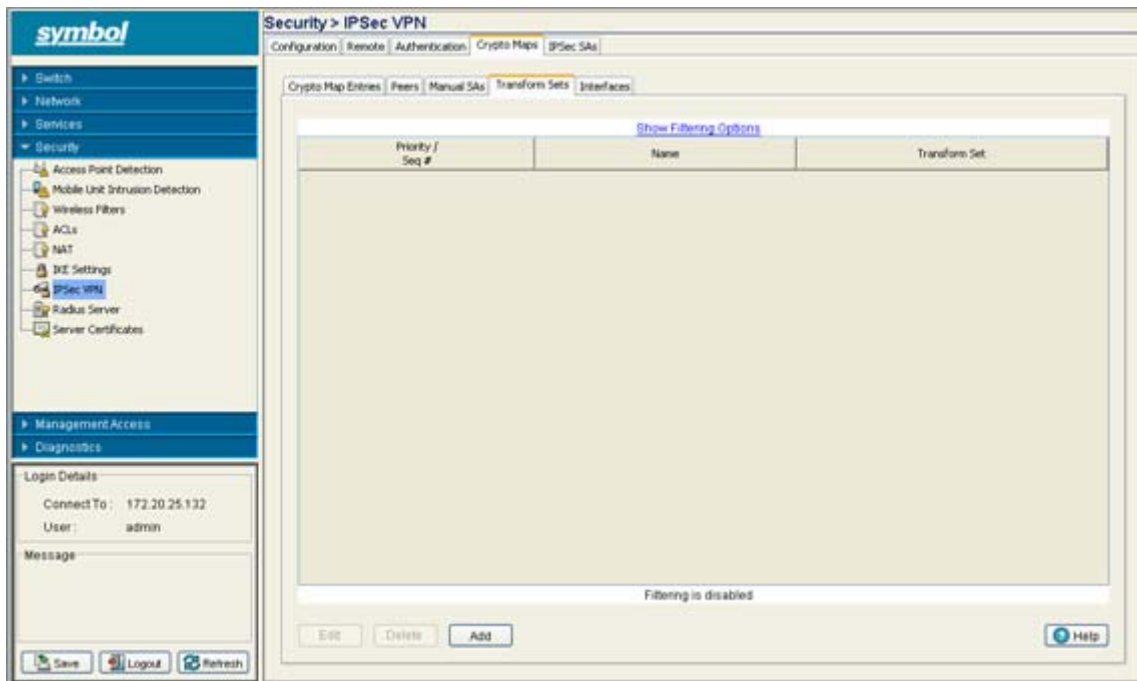 symbol
Security > IPSec VPN
Configuration Remote Authentication Crypto Maps IPSec SAs
Switch
Network
Services
Security
Access Point Detection
Mobile Unit Intrusion Detection
Wireless Filters
ACLs
NAT
IKE Settings
IPSec VPN
Radius Server
Server Certificates
Management Access
Diagnostics
Login Details
Connect To : 172.20.25.132
User : admin
Message
Save Logout Refresh
Crypto Map Entries Peers Manual SAs Transform Sets Interfaces
Show Filtering Options
Priority /
Seq #
Name
Transform Set
Filtering is disabled
Edit Delete Add
Help